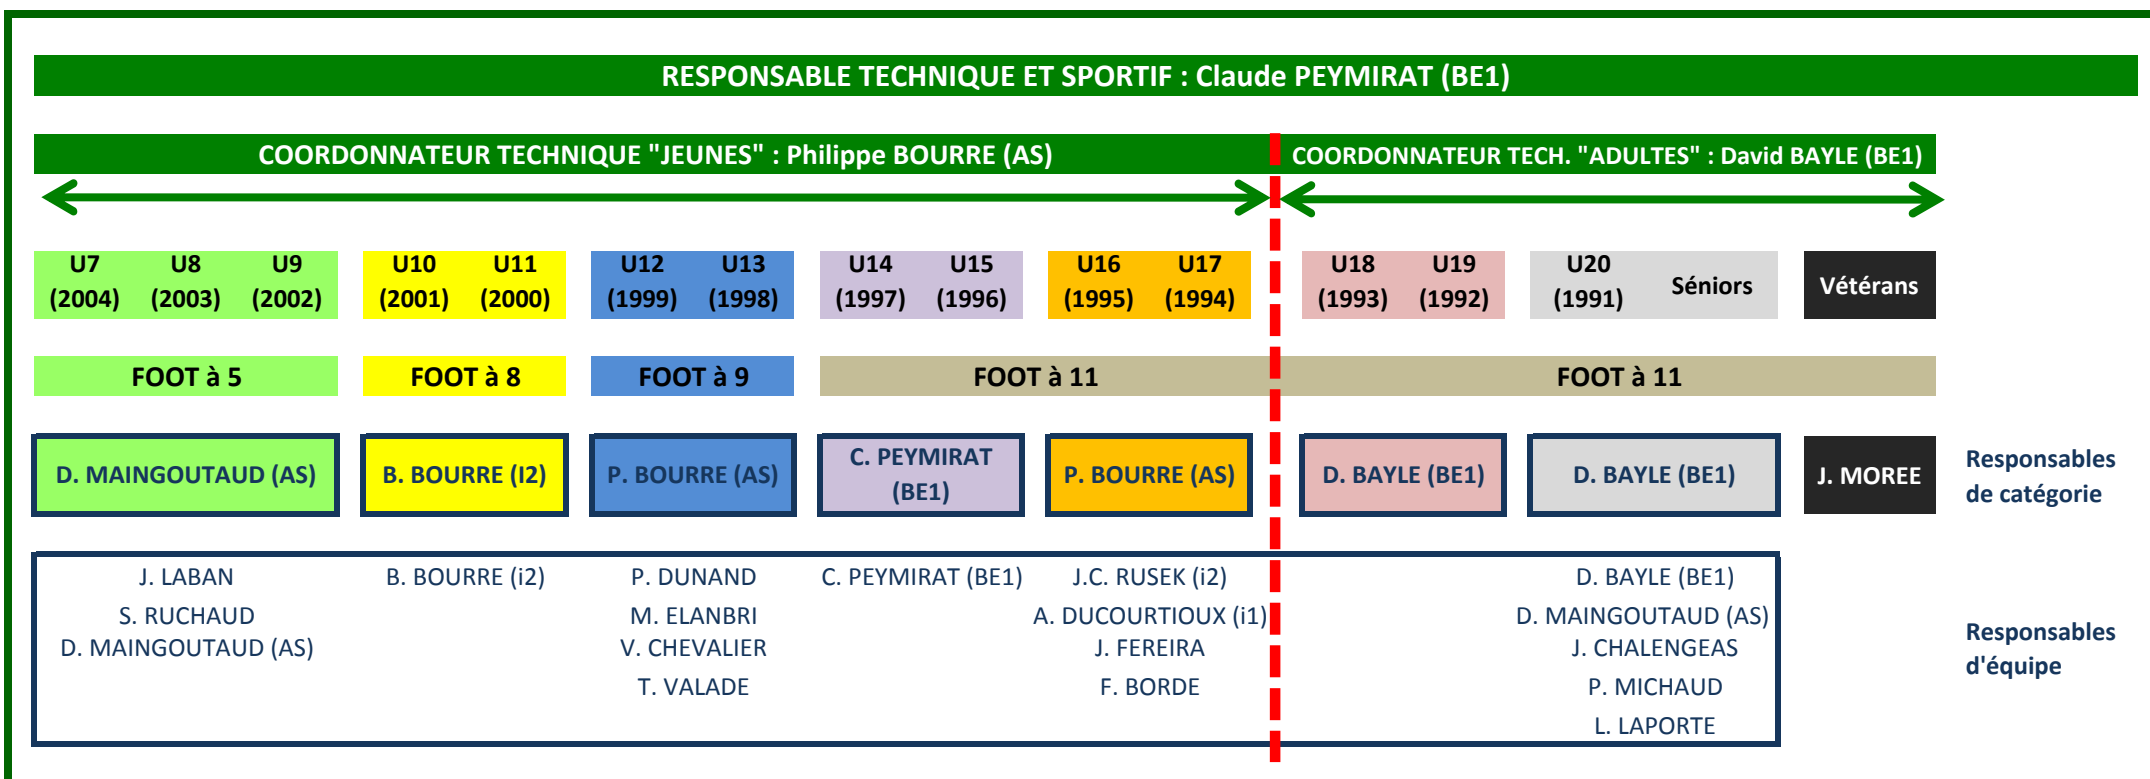 RESPONSABLE TECHNIQUE ET SPORTIF : Claude PEYMIRAT (BE1)
COORDONNATEUR TECHNIQUE "JEUNES" : Philippe BOURRE (AS)
COORDONNATEUR TECH. "ADULTES" : David BAYLE (BE1)
U7 U8 U9 U10 U11 U12 U13 U14 U15 U16 U17 U18 U19 U20 Séniors Vétérans
(2004) (2003) (2002) (2001) (2000) (1999) (1998) (1997) (1996) (1995) (1994) (1993) (1992) (1991)
FOOT à 5 FOOT à 8 FOOT à 9 FOOT à 11 FOOT à 11
D. MAINGOUTAUD (AS)
B. BOURRE (I2)
P. BOURRE (AS)
C. PEYMIRAT
(BE1)
P. BOURRE (AS)
D. BAYLE (BE1)
D. BAYLE (BE1)
J. MOREE
Responsables
de catégorie
J. LABAN
S. RUCHAUD
D. MAINGOUTAUD (AS)
B. BOURRE (i2)
P. DUNAND
M. ELANBRI
V. CHEVALIER
T. VALADE
C. PEYMIRAT (BE1)
J.C. RUSEK (i2)
A. DUCOURTIOUX (i1)
J. FEREIRA
F. BORDE
D. BAYLE (BE1)
D. MAINGOUTAUD (AS)
J. CHALENGEAS
P. MICHAUD
L. LAPORTE
Responsables
d'équipe